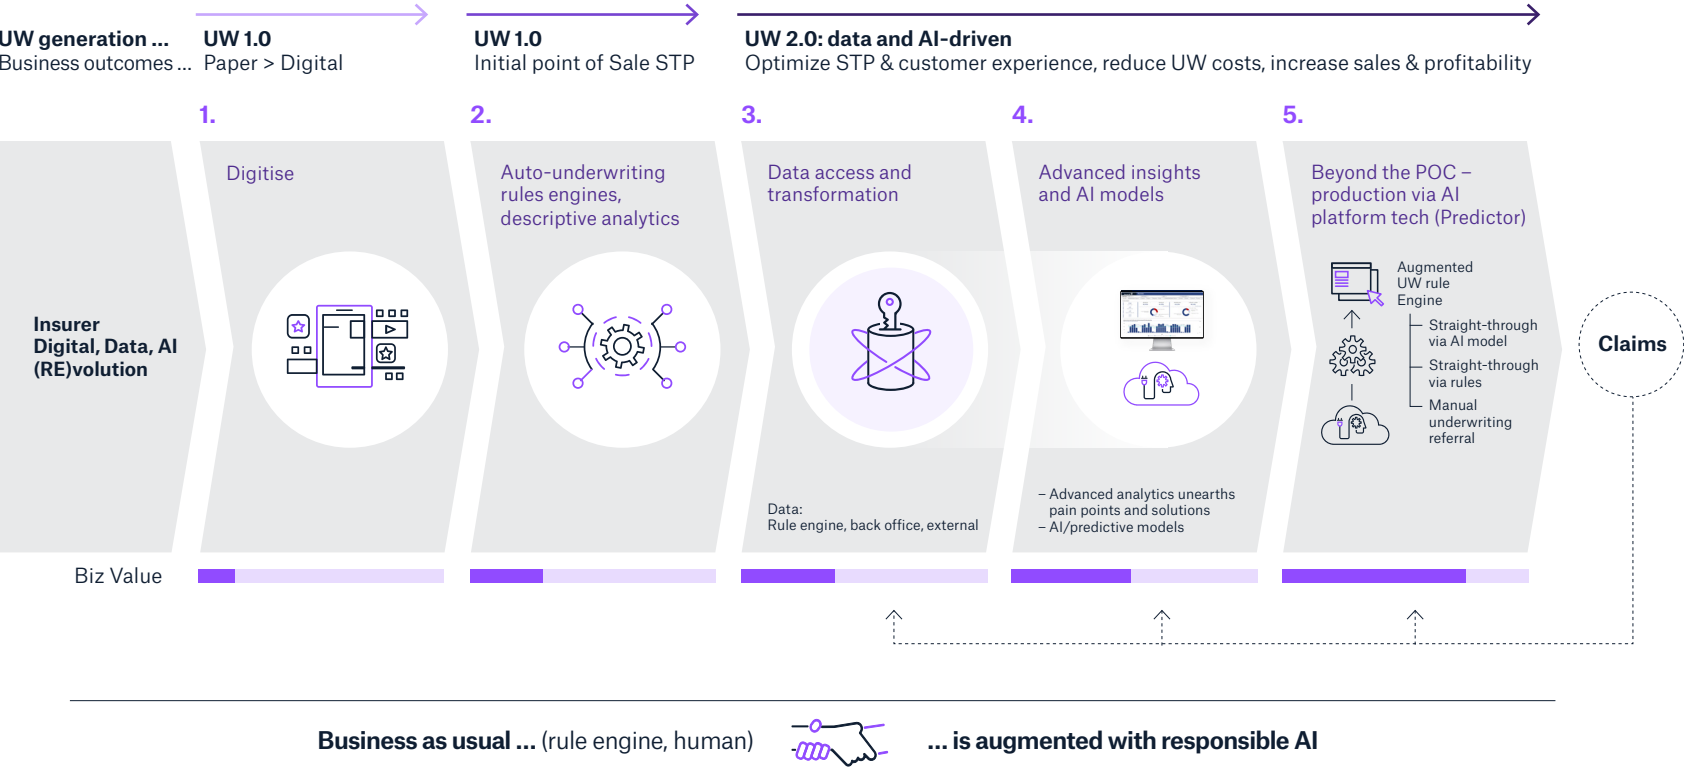 UW generation ...
Business outcomes ...
UW 1.0
Paper > Digital
UW 1.0
Initial point of Sale STP
UW 2.0: data and AI-driven
Optimize STP & customer experience, reduce UW costs, increase sales & profitability
Insurer
Digital, Data, AI
(RE)volution
1.
Digitise
2.
Auto-underwriting
rules engines,
descriptive analytics
3.
Data access and
transformation
Data:
Rule engine, back office, external
4.
Advanced insights
and AI models
– Advanced analytics unearths
pain points and solutions
– AI/predictive models
5.
Beyond the POC –
production via AI
platform tech (Predictor)
Augmented
UW rule
Engine
Straight-through
via AI model
Straight-through
via rules
Manual
underwriting
referral
Claims
Biz Value
Business as usual ... (rule engine, human)
... is augmented with responsible AI